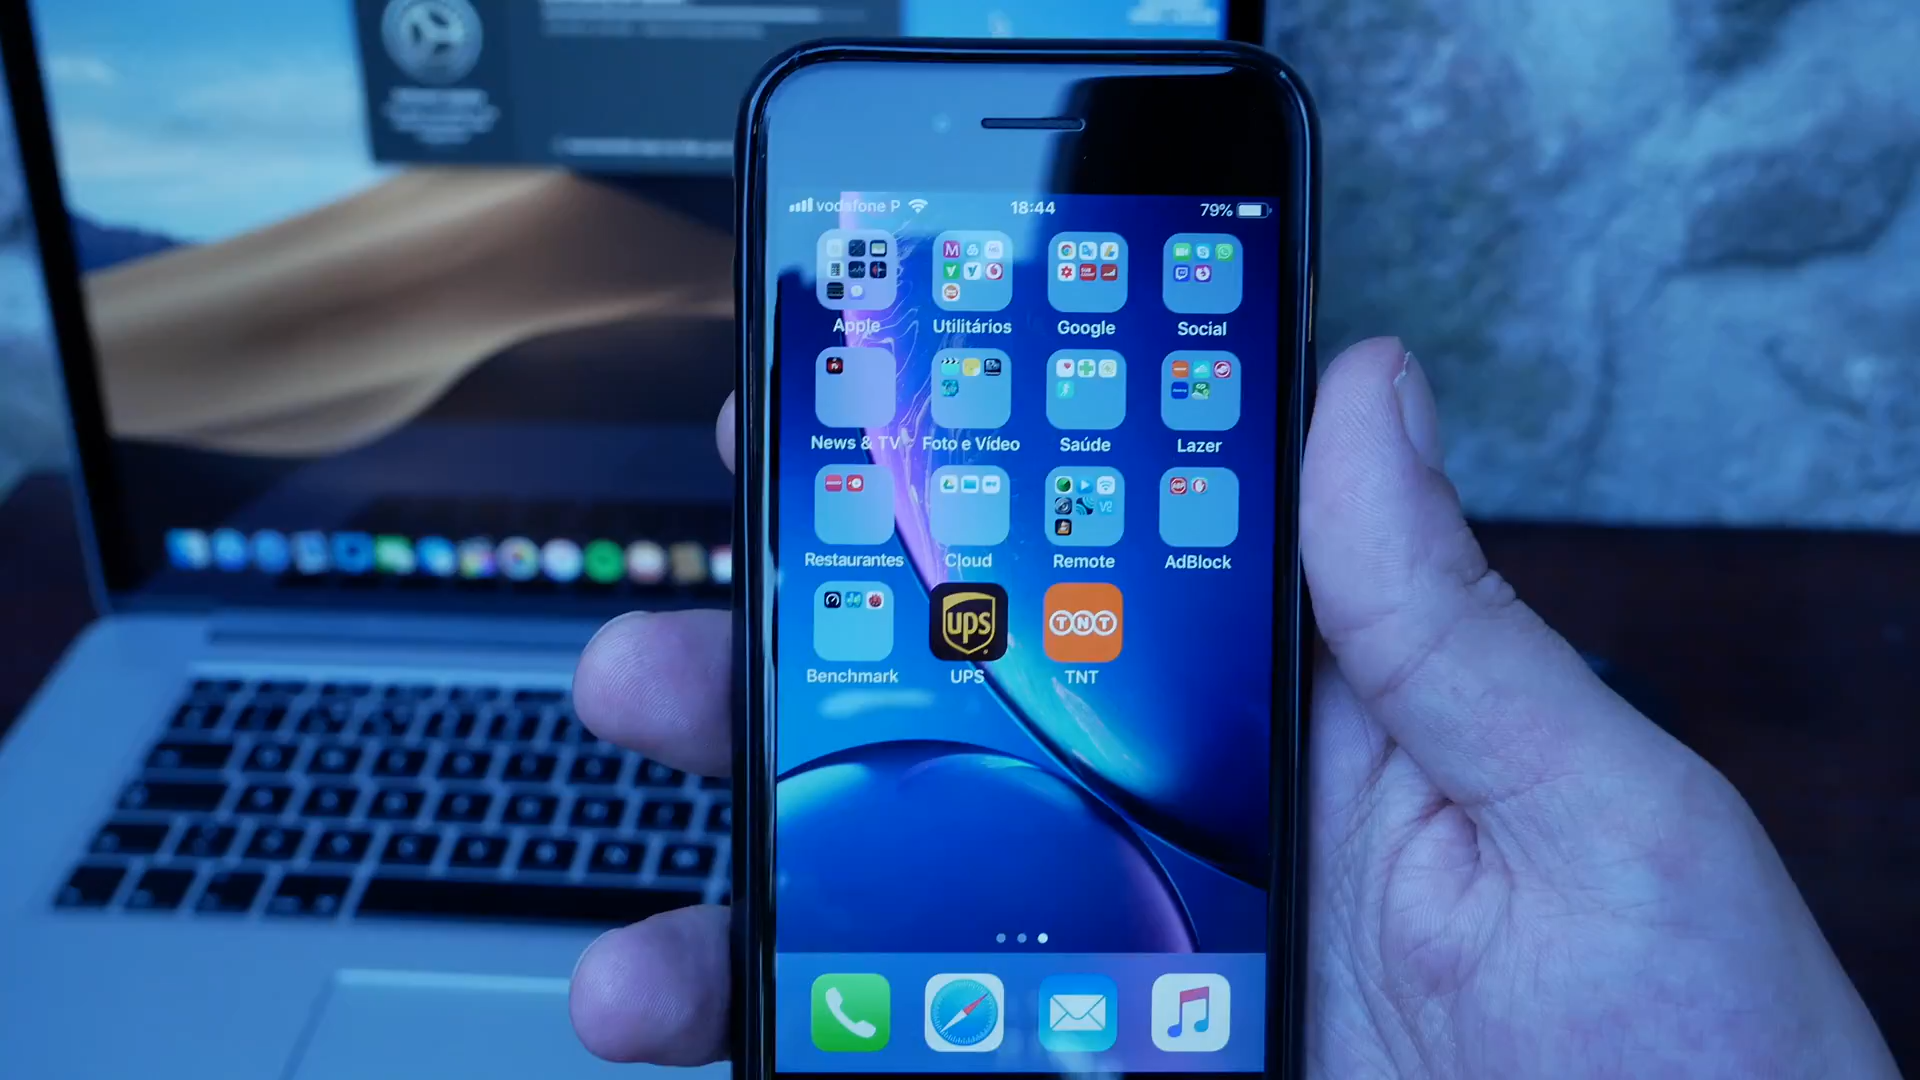 vodafone P 18:44 79%
Apple Utilitários Google Social
News & TV Foto e Vídeo Saúde Lazer
Restaurantes Cloud Remote AdBlock
ups TNT
Benchmark UPS TNT